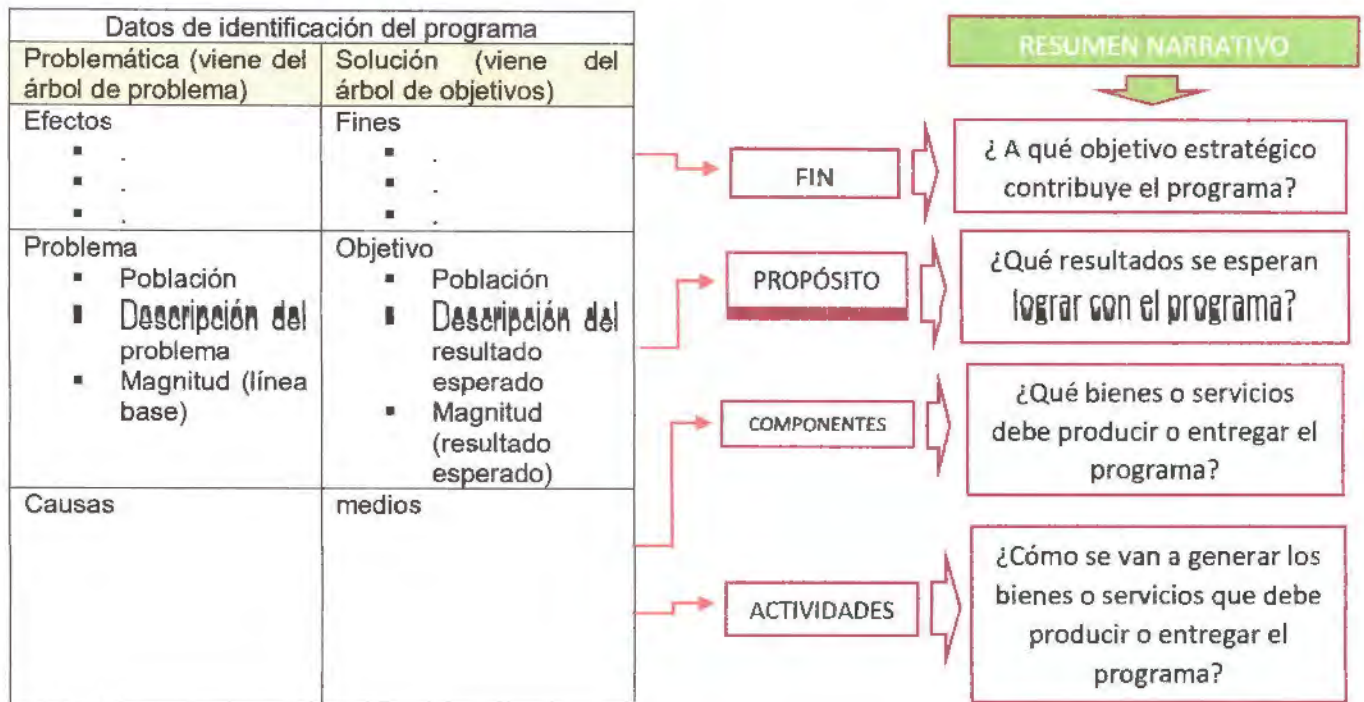 Datos de identificación del programa
Problemática (viene del
árbol de problema)
Solución (viene del
árbol de objetivos)
Efectos
▪ .
▪ .
▪ .
Fines
▪ .
▪ .
▪ .
Problema
▪ Población
▪ Descripción del
problema
▪ Magnitud (línea
base)
Objetivo
▪ Población
▪ Descripción del
resultado
esperado
▪ Magnitud
(resultado
esperado)
Causas
medios
RESUMEN NARRATIVO
FIN
¿ A qué objetivo estratégico
contribuye el programa?
PROPÓSITO
¿Qué resultados se esperan
lograr con el programa?
COMPONENTES
¿Qué bienes o servicios
debe producir o entregar el
programa?
ACTIVIDADES
¿Cómo se van a generar los
bienes o servicios que debe
producir o entregar el
programa?